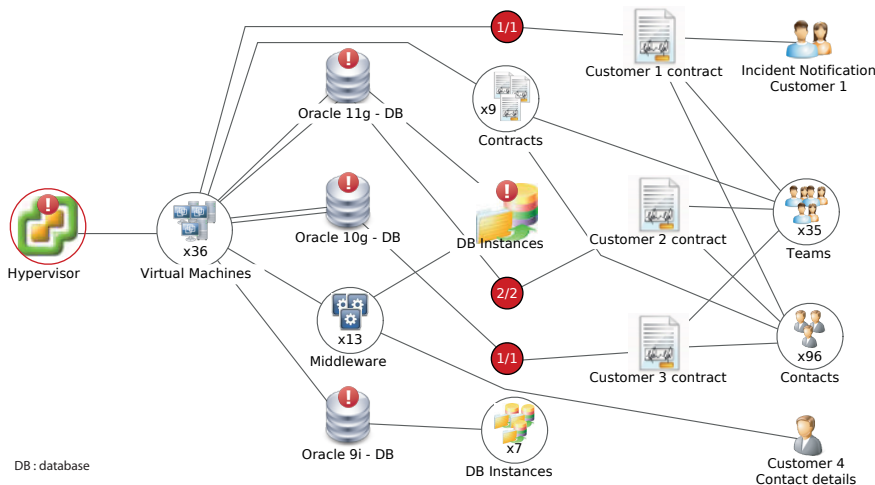 1/1
Customer 1 contract
Incident Notification
Customer 1
!
Oracle 11g - DB
x9
Contracts
!
Hypervisor
x36
Virtual Machines
!
Oracle 10g - DB
!
DB Instances
Customer 2 contract
x35
Teams
2/2
x13
Middleware
1/1
Customer 3 contract
x96
Contacts
!
Oracle 9i - DB
x7
DB Instances
Customer 4
Contact details
DB : database